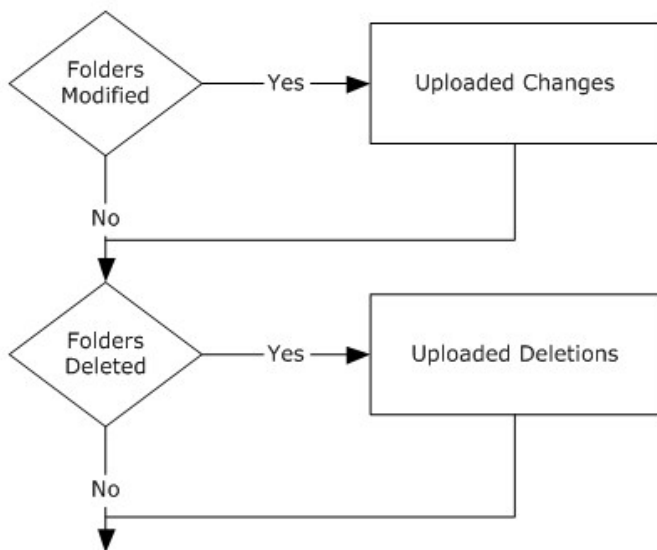 Folders
Modified
Yes
Uploaded Changes
No
Folders
Deleted
Yes
Uploaded Deletions
No